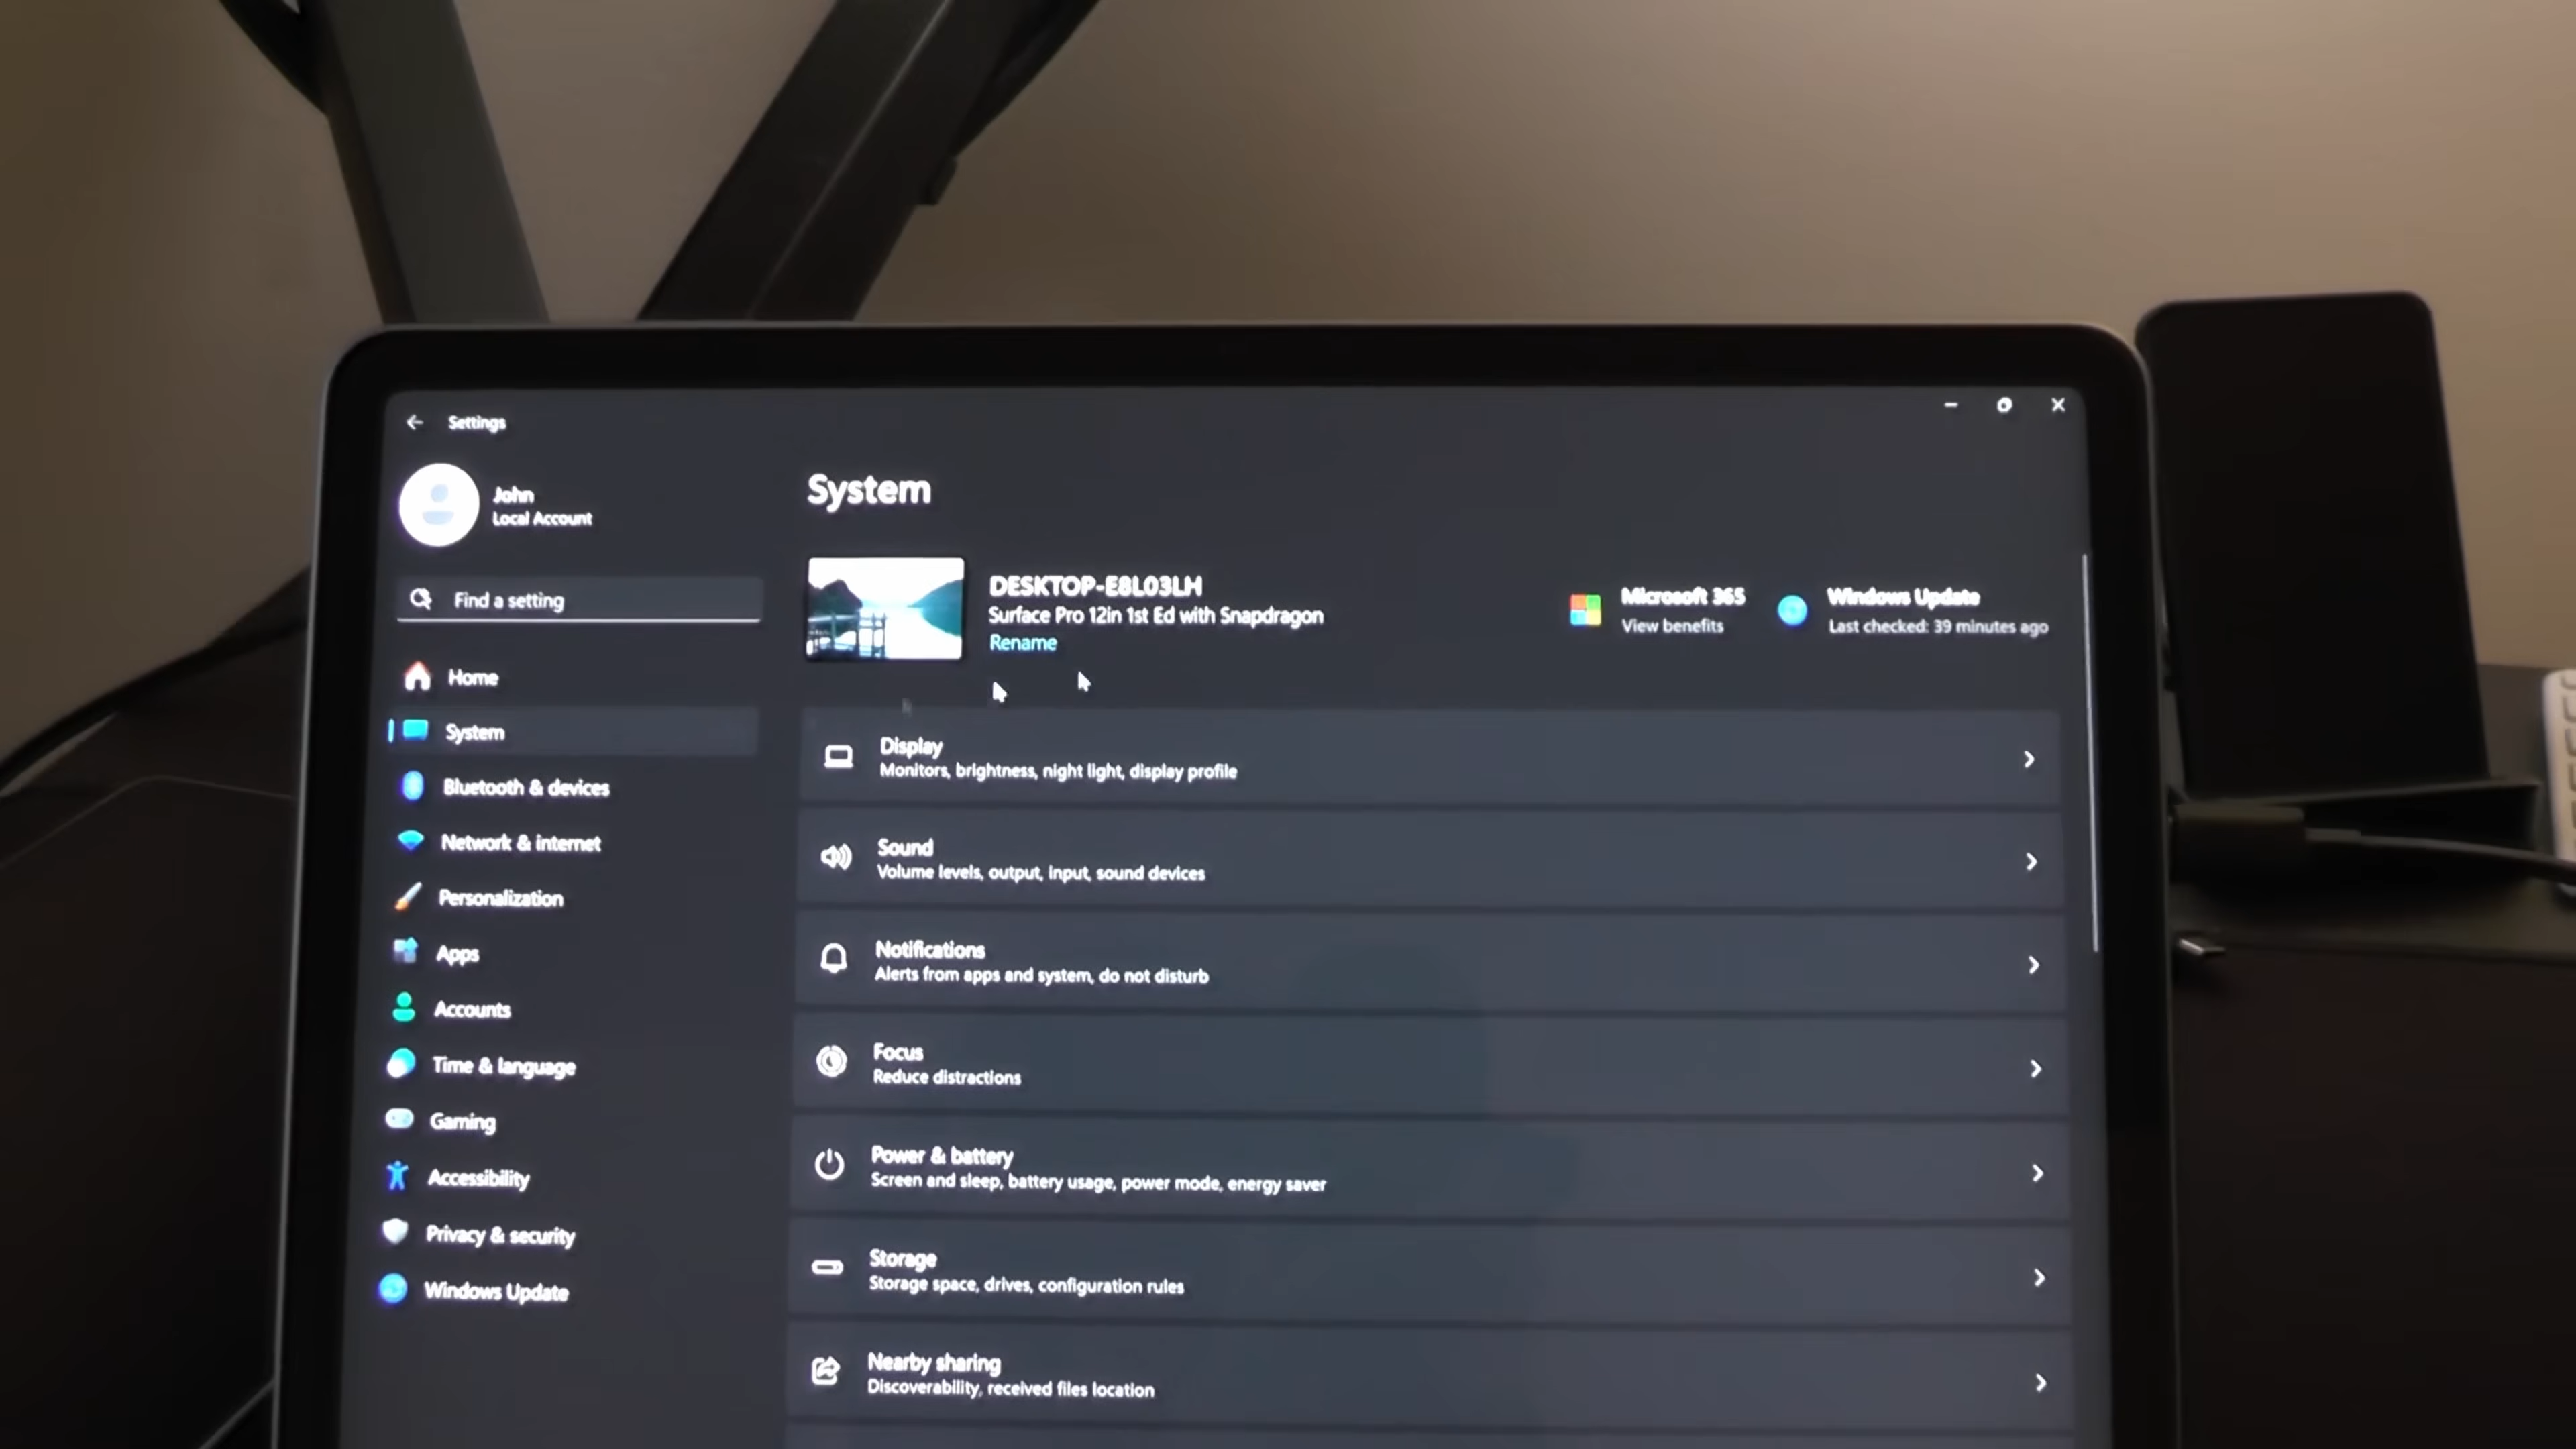 Settings
John
Local Account
Find a setting
Home
System
Bluetooth & devices
Network & internet
Personalization
Apps
Accounts
Time & language
Gaming
Accessibility
Privacy & security
Windows Update
System
DESKTOP-E8L03LH
Surface Pro 12in 1st Ed with Snapdragon
Rename
Microsoft 365
View benefits
Windows Update
Last checked: 39 minutes ago
Display
Monitors, brightness, night light, display profile
Sound
Volume levels, output, input, sound devices
Notifications
Alerts from apps and system, do not disturb
Focus
Reduce distractions
Power & battery
Screen and sleep, battery usage, power mode, energy saver
Storage
Storage space, drives, configuration rules
Nearby sharing
Discoverability, received files location